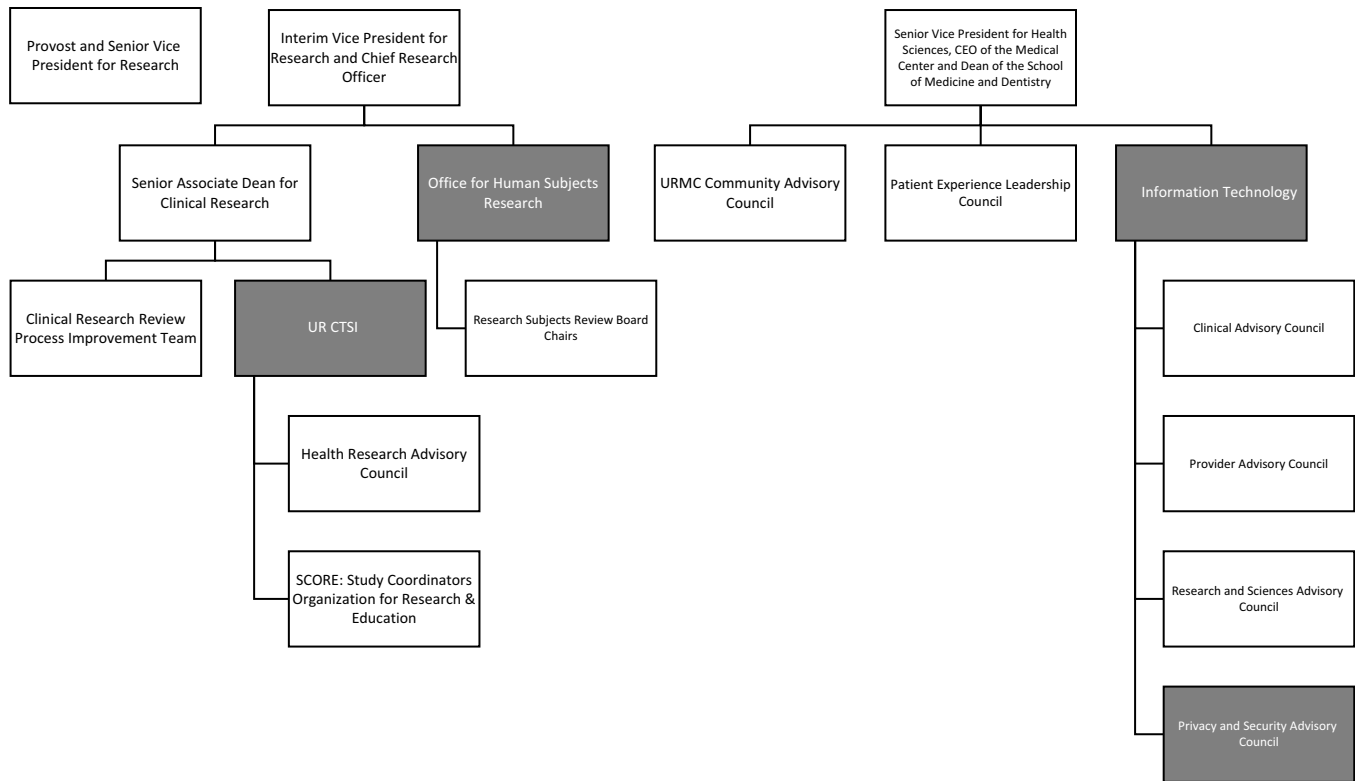 Provost and Senior Vice
President for Research
Interim Vice President for
Research and Chief Research
Officer
Senior Vice President for Health
Sciences, CEO of the Medical
Center and Dean of the School
of Medicine and Dentistry
Senior Associate Dean for
Clinical Research
Office for Human Subjects
Research
URMC Community Advisory
Council
Patient Experience Leadership
Council
Information Technology
Clinical Research Review
Process Improvement Team
UR CTSI
Research Subjects Review Board
Chairs
Clinical Advisory Council
Health Research Advisory
Council
Provider Advisory Council
SCORE: Study Coordinators
Organization for Research &
Education
Research and Sciences Advisory
Council
Privacy and Security Advisory
Council